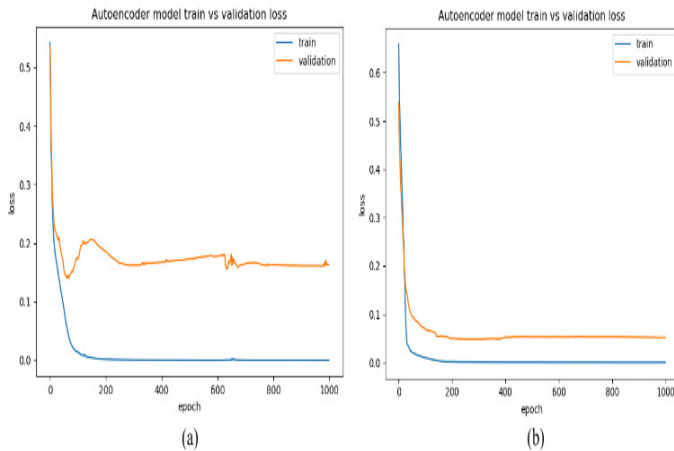 Autoencoder model train vs validation loss
train
validation
0.5
0.4
0.3
0.2
0.1
0.0
loss
0 200 400 600 800 1000
epoch
(a)
Autoencoder model train vs validation loss
train
validation
0.6
0.5
0.4
0.3
0.2
0.1
0.0
loss
0 200 400 600 800 1000
epoch
(b)